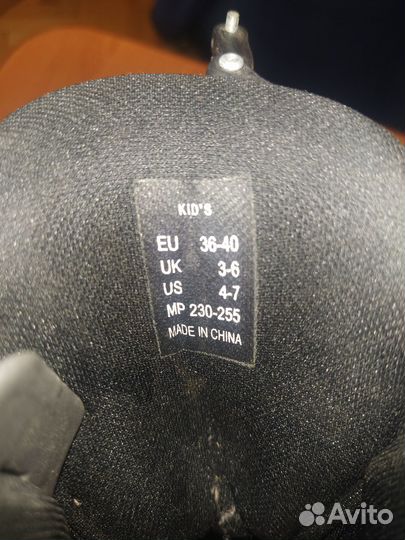 KID'S
EU 36-40
UK 3-6
US 4-7
MP 230-255
MADE IN CHINA
Avito